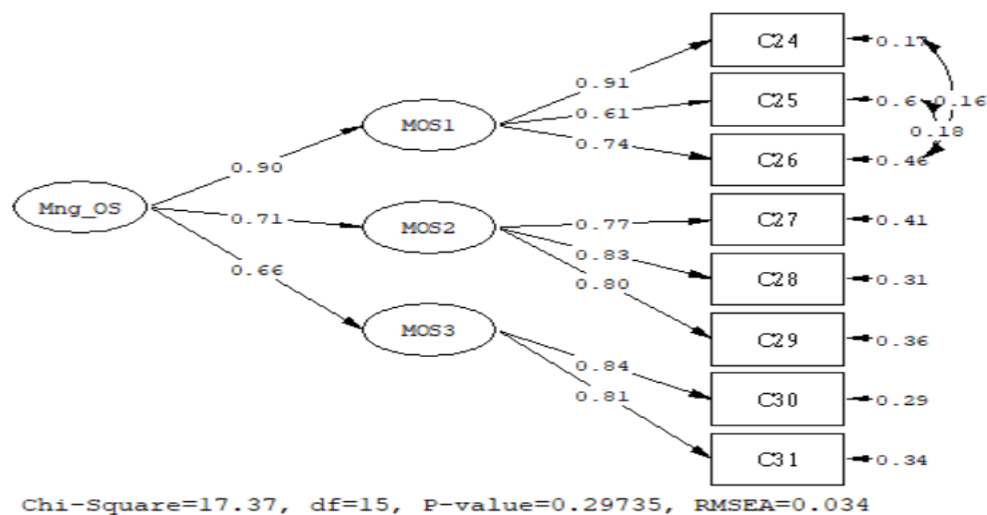 C24
0.17
0.91
C25
0.6
0.16
MOS1
0.61
0.18
0.74
C26
0.46
0.90
Mng_OS
0.71
MOS2
0.77
C27
0.41
0.83
C28
0.31
0.66
0.80
MOS3
C29
0.36
0.84
C30
0.29
0.81
C31
0.34
Chi-Square=17.37, df=15, P-value=0.29735, RMSEA=0.034